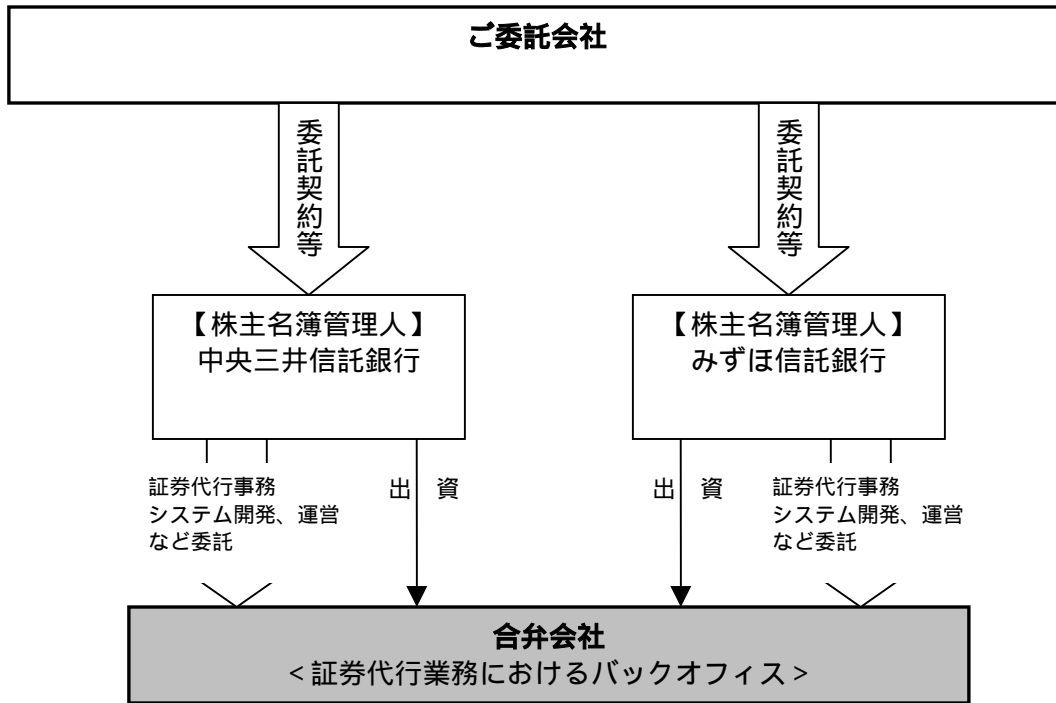 ご委託会社
委託契約等
委託契約等
【株主名簿管理人】
中央三井信託銀行
【株主名簿管理人】
みずほ信託銀行
証券代行事務
システム開発、運営
など委託
出資
出資
証券代行事務
システム開発、運営
など委託
合弁会社
<証券代行業務におけるバックオフィス>